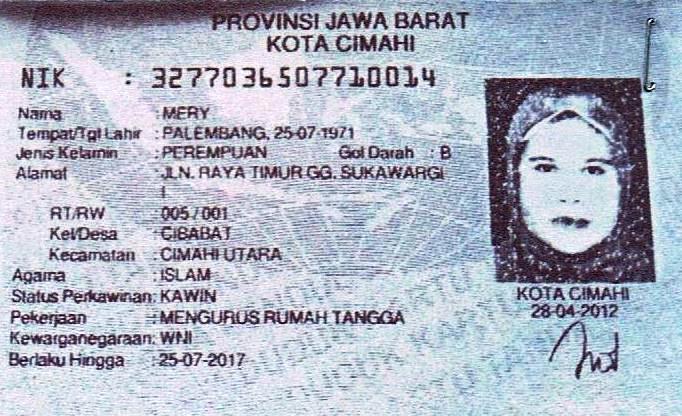 PROVINSI JAWA BARAT
KOTA CIMAHI
NIK : 3277036507710014
Nama : MERY
Tempat/Tgl Lahir : PALEMBANG, 25-07-1971
Jenis Kelamin : PEREMPUAN Gol Darah : B
Alamat : JLN. RAYA TIMUR GG. SUKAWARGI
I
RT/RW : 005 / 001
Kel/Desa : CIBABAT
Kecamatan : CIMAHI UTARA
Agama : ISLAM
Status Perkawinan: KAWIN
Pekerjaan : MENGURUS RUMAH TANGGA
Kewarganegaraan: WNI
Berlaku Hingga : 25-07-2017
KOTA CIMAHI
28-04-2012